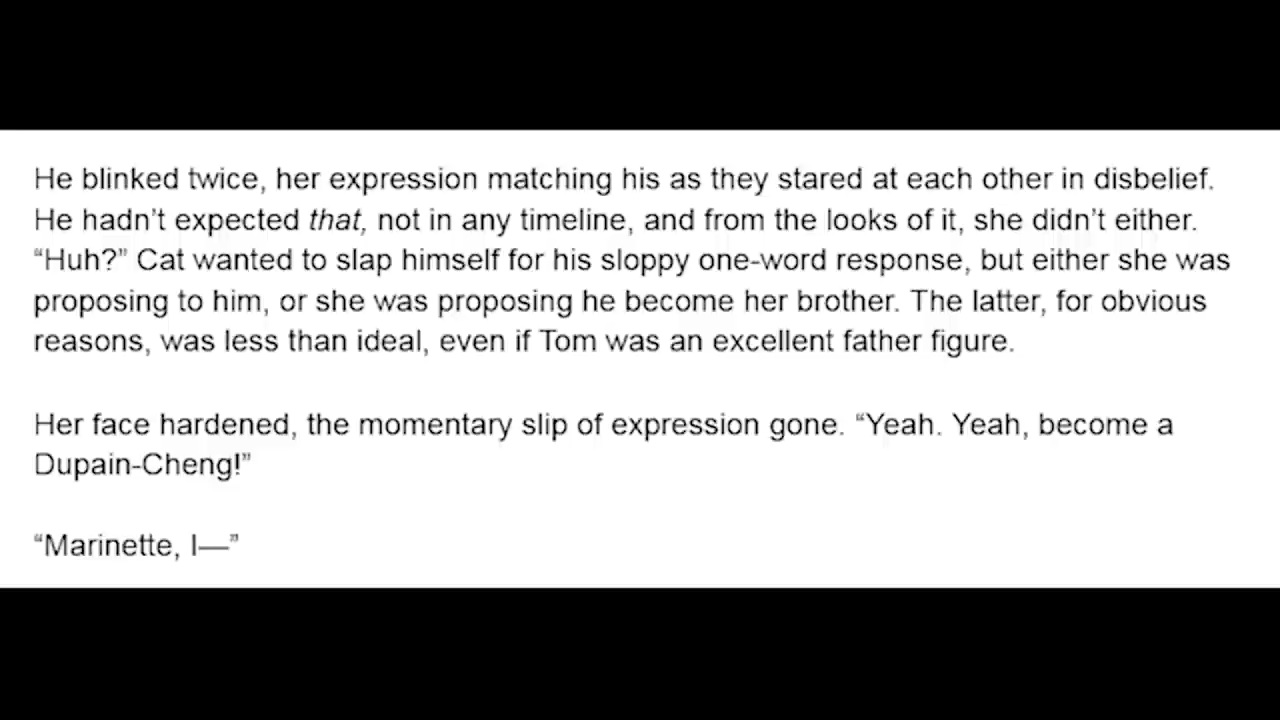 He blinked twice, her expression matching his as they stared at each other in disbelief.
He hadn’t expected that, not in any timeline, and from the looks of it, she didn’t either.
“Huh?” Cat wanted to slap himself for his sloppy one-word response, but either she was
proposing to him, or she was proposing he become her brother. The latter, for obvious
reasons, was less than ideal, even if Tom was an excellent father figure.
Her face hardened, the momentary slip of expression gone. “Yeah. Yeah, become a
Dupain-Cheng!”
“Marinette, I—”